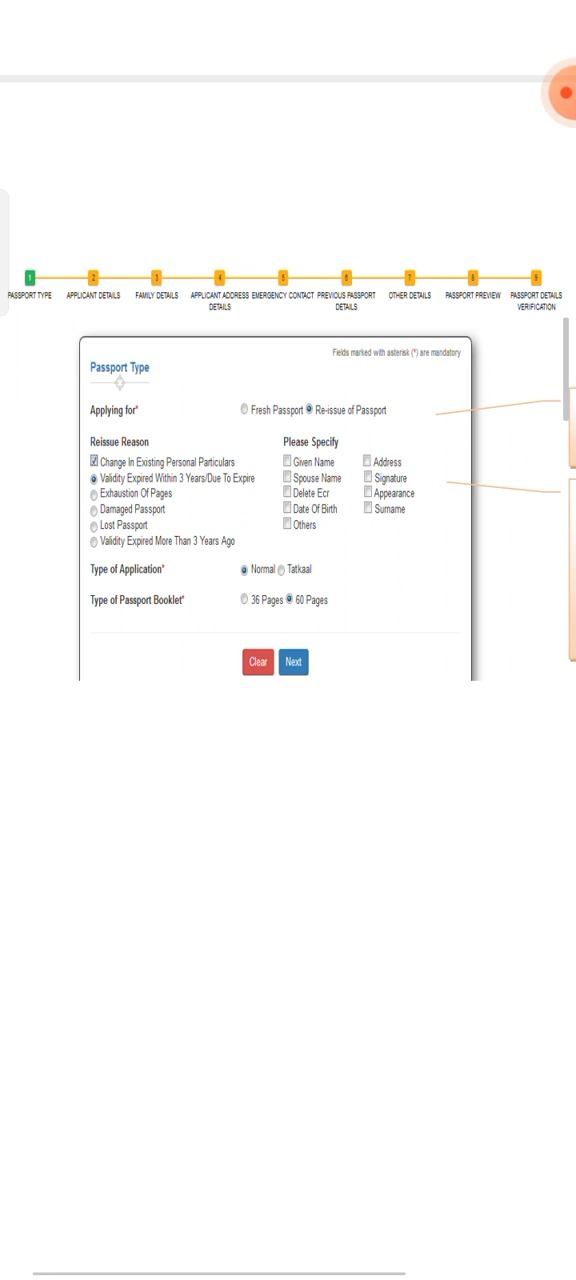 1 2 3 4 5 6 7 8 9
PASSPORT TYPE APPLICANT DETAILS FAMILY DETAILS APPLICANT ADDRESS DETAILS EMERGENCY CONTACT PREVIOUS PASSPORT DETAILS OTHER DETAILS PASSPORT PREVIEW PASSPORT DETAILS VERIFICATION
Fields marked with asterisk (*) are mandatory
Passport Type
Applying for* Fresh Passport Re-issue of Passport
Reissue Reason
Change In Existing Personal Particulars
Validity Expired Within 3 Years/Due To Expire
Exhaustion Of Pages
Damaged Passport
Lost Passport
Validity Expired More Than 3 Years Ago
Please Specify
Given Name Address
Spouse Name Signature
Delete Ecr Appearance
Date Of Birth Surname
Others
Type of Application* Normal Tatkaal
Type of Passport Booklet* 36 Pages 60 Pages
Clear Next